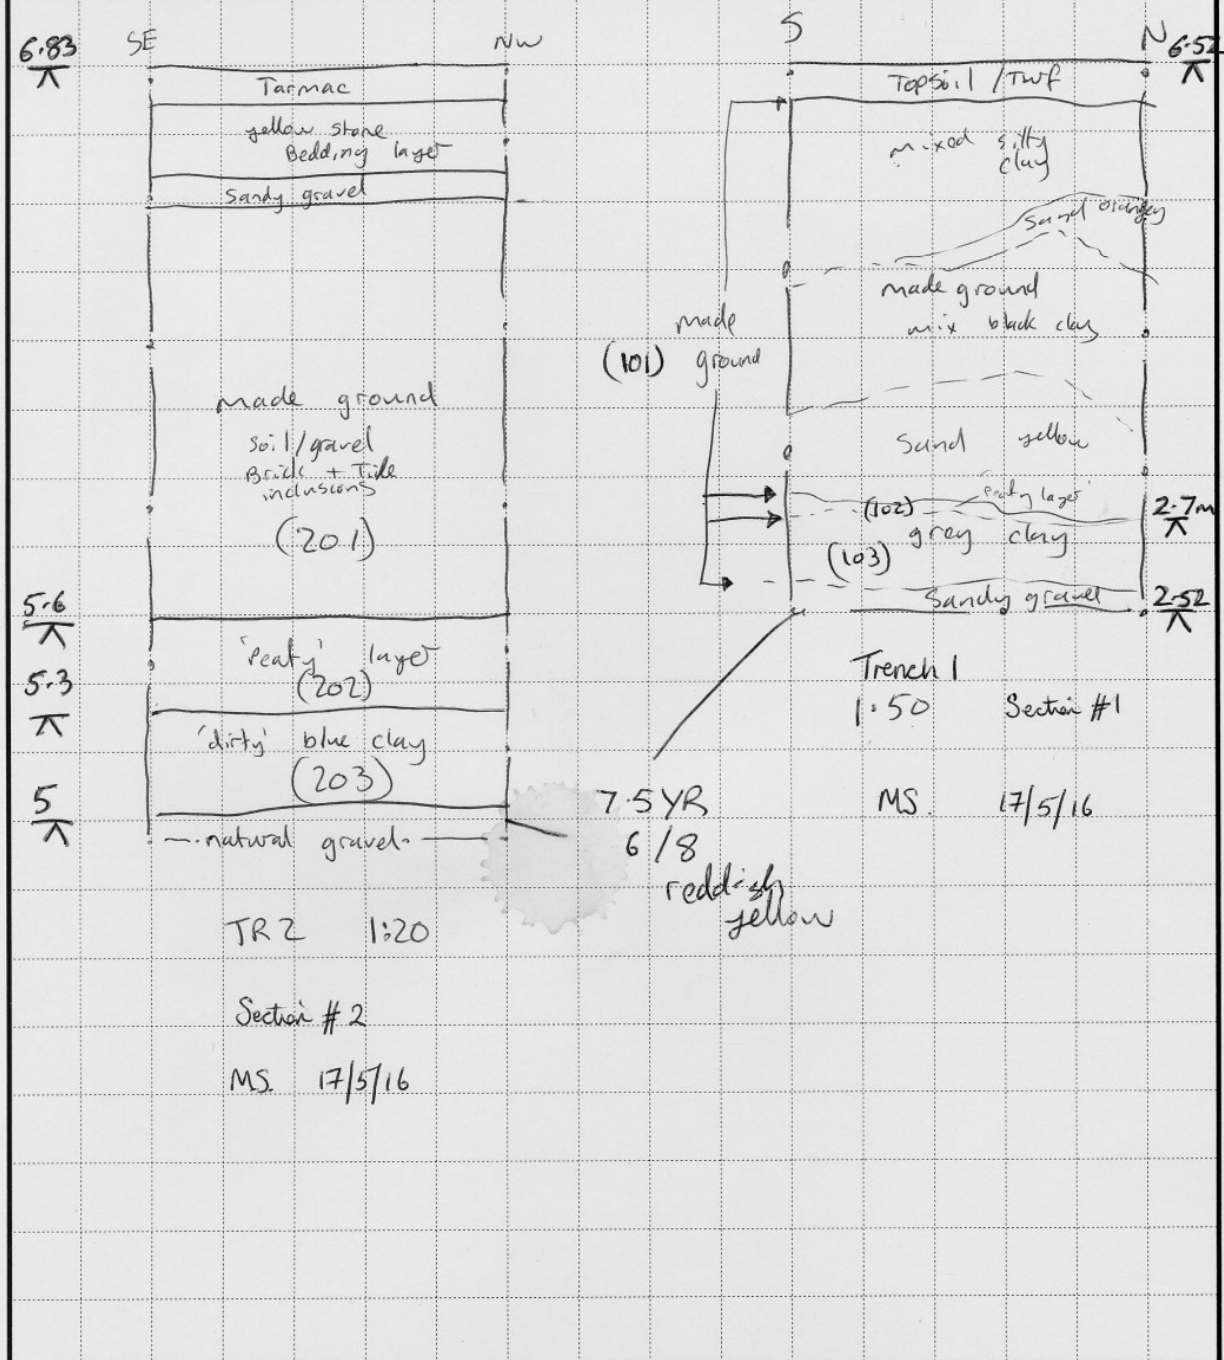 6.83
SE
NW
Tarmac
yellow stone
Bedding layer
Sandy gravel
made ground
soil/gravel
Brick + Tile
inclusions
(201)
5.6
'Peaty' layer
(202)
5.3
'dirty' blue clay
(203)
5
natural gravel
TR 2 1:20
Section # 2
MS. 17/5/16
S
N
6.52
Topsoil / Turf
mixed silty
clay
Sand orangey
made ground
mix black clay
made
(101) ground
Sand yellow
'Peaty layer'
(102)
2.7m
grey clay
(103)
Sandy gravel
2.52
Trench 1
1:50 Section #1
MS. 17/5/16
7.5 YR
6/8
reddish
yellow